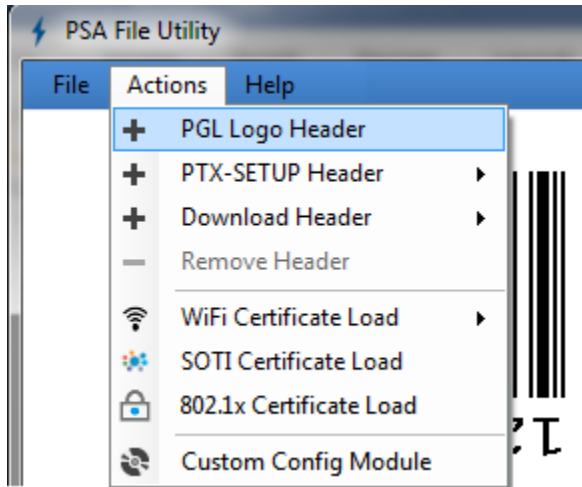 PSA File Utility
File Actions Help
PGL Logo Header
PTX-SETUP Header
Download Header
Remove Header
WiFi Certificate Load
SOTI Certificate Load
802.1x Certificate Load
Custom Config Module